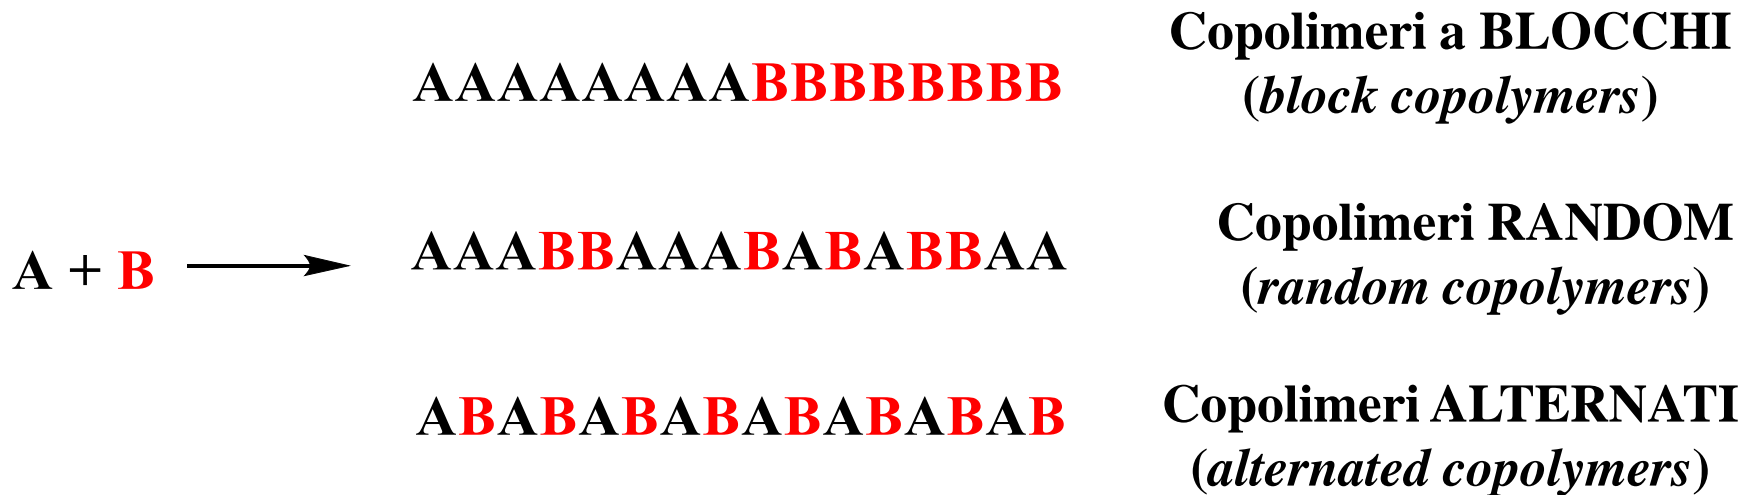 AAAAAAAABBBBBBBB
Copolimeri a BLOCCHI
(block copolymers)
A + B
AAABBAAABABABBAA
Copolimeri RANDOM
(random copolymers)
ABABABABABABABAB
Copolimeri ALTERNATI
(alternated copolymers)